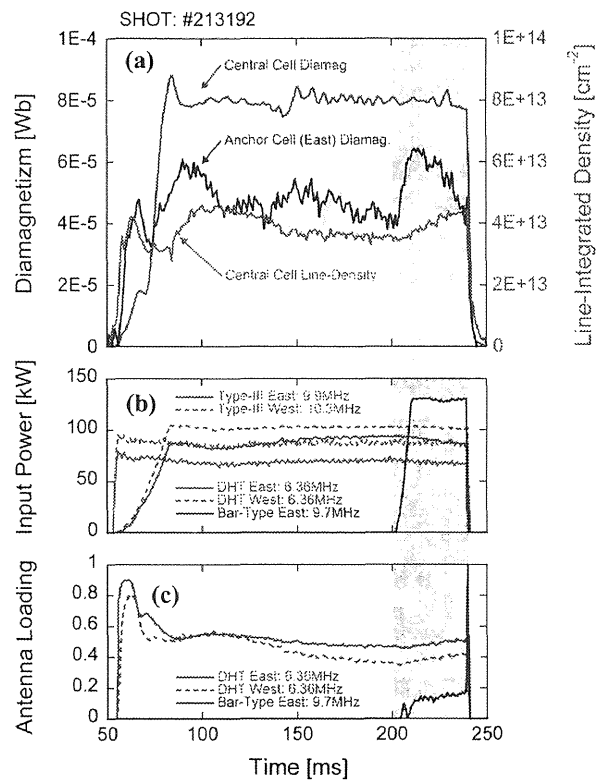 SHOT: #213192
1E-4
8E-5
6E-5
4E-5
2E-5
0
Diamagnetizm [Wb]
(a)
Central Cell Diamag
Anchor Cell (East) Diamag.
Central Cell Line-Density
1E+14
8E+13
6E+13
4E+13
2E+13
0
Line-Integrated Density [cm⁻²]
150
100
50
0
Input Power [kW]
(b)
Type-III East: 9.9MHz
Type-III West: 10.3MHz
DHT East: 6.36MHz
DHT West: 6.36MHz
Bar-Type East: 9.7MHz
1
0.8
0.6
0.4
0.2
0
Antenna Loading
(c)
DHT East: 6.36MHz
DHT West: 6.36MHz
Bar-Type East: 9.7MHz
50
100
150
200
250
Time [ms]